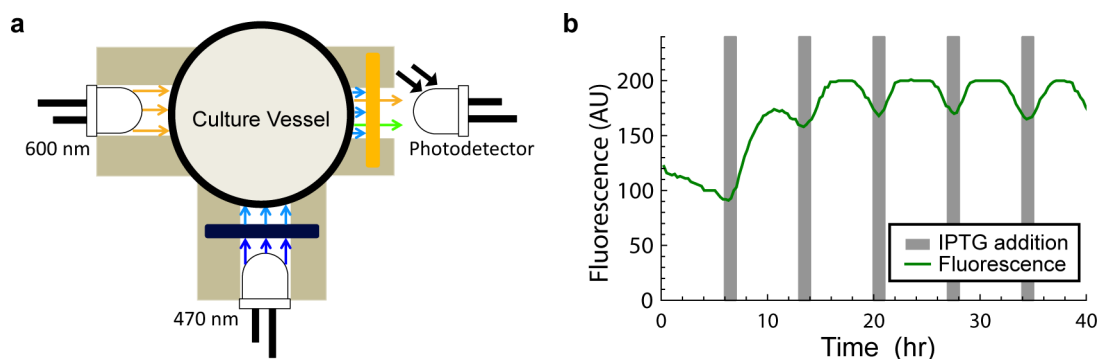 a
Culture Vessel
600 nm
Photodetector
470 nm
b
Fluorescence (AU)
200
150
100
50
0
IPTG addition
Fluorescence
0 10 20 30 40
Time (hr)